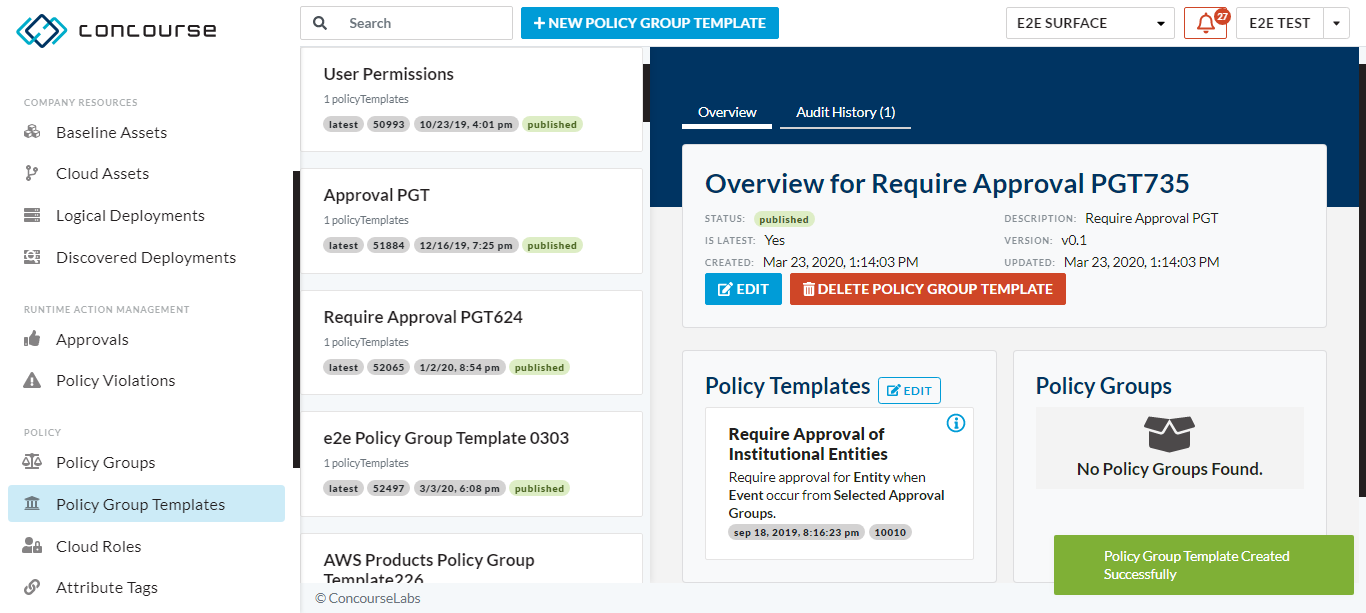 concourse
Search
NEW POLICY GROUP TEMPLATE
E2E SURFACE
27
E2E TEST
COMPANY RESOURCES
Baseline Assets
Cloud Assets
Logical Deployments
Discovered Deployments
RUNTIME ACTION MANAGEMENT
Approvals
Policy Violations
POLICY
Policy Groups
Policy Group Templates
Cloud Roles
Attribute Tags
User Permissions
1 policyTemplates
latest 50993 10/23/19, 4:01 pm published
Approval PGT
1 policyTemplates
latest 51884 12/16/19, 7:25 pm published
Require Approval PGT624
1 policyTemplates
latest 52065 1/2/20, 8:54 pm published
e2e Policy Group Template 0303
1 policyTemplates
latest 52497 3/3/20, 6:08 pm published
AWS Products Policy Group
Template226
© ConcourseLabs
Overview Audit History (1)
Overview for Require Approval PGT735
STATUS: published DESCRIPTION: Require Approval PGT
IS LATEST: Yes VERSION: v0.1
CREATED: Mar 23, 2020, 1:14:03 PM UPDATED: Mar 23, 2020, 1:14:03 PM
EDIT DELETE POLICY GROUP TEMPLATE
Policy Templates EDIT
Require Approval of
Institutional Entities
Require approval for Entity when
Event occur from Selected Approval
Groups.
sep 18, 2019, 8:16:23 pm 10010
Policy Groups
No Policy Groups Found.
Policy Group Template Created
Successfully